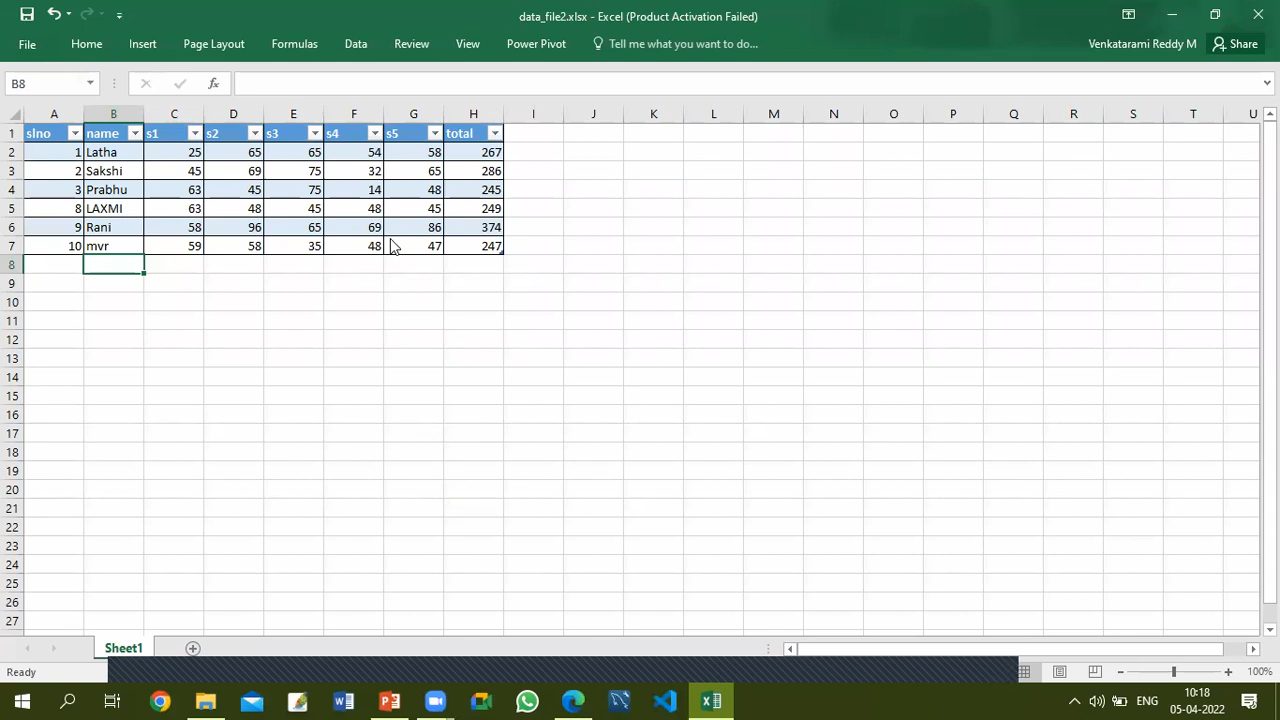 data_file2.xlsx - Excel (Product Activation Failed)
File Home Insert Page Layout Formulas Data Review View Power Pivot Tell me what you want to do... Venkatarami Reddy M Share
B8 fx
A B C D E F G H I J K L M N O P Q R S T U
1 slno name s1 s2 s3 s4 s5 total
2 1 Latha 25 65 65 54 58 267
3 2 Sakshi 45 69 75 32 65 286
4 3 Prabhu 63 45 75 14 48 245
5 8 LAXMI 63 48 45 48 45 249
6 9 Rani 58 96 65 69 86 374
7 10 mvr 59 58 35 48 47 247
8
9
10
11
12
13
14
15
16
17
18
19
20
21
22
23
24
25
26
27
Sheet1
Ready 100%
ENG 10:18
05-04-2022